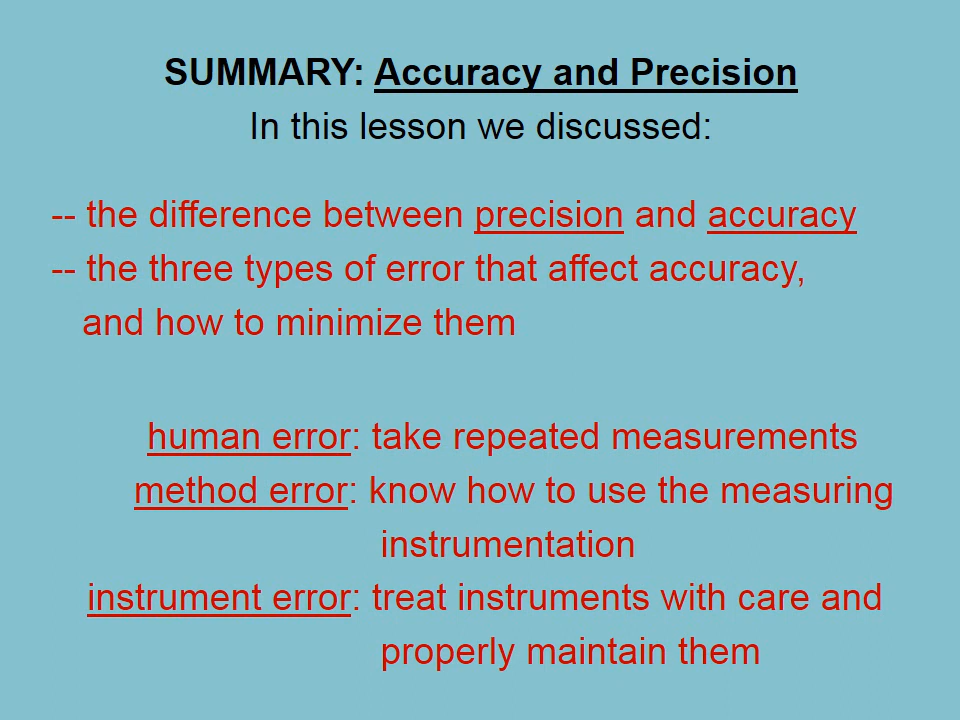 SUMMARY: Accuracy and Precision
In this lesson we discussed:
-- the difference between precision and accuracy
-- the three types of error that affect accuracy,
and how to minimize them
human error: take repeated measurements
method error: know how to use the measuring
instrumentation
instrument error: treat instruments with care and
properly maintain them